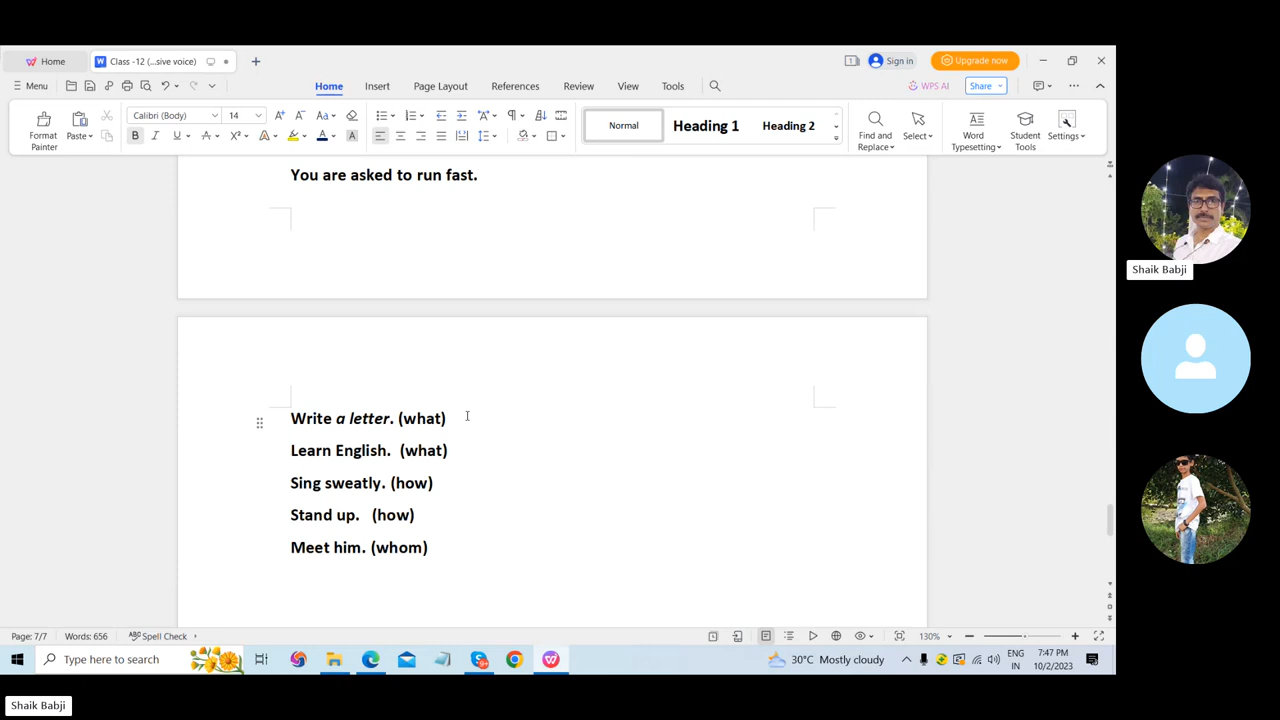 Home
Class -12 (...sive voice)
Sign in
Upgrade now
Menu
Home
Insert
Page Layout
References
Review
View
Tools
WPS AI
Share
Format Painter
Paste
Calibri (Body)
14
Normal
Heading 1
Heading 2
Find and Replace
Select
Word Typesetting
Student Tools
Settings
You are asked to run fast.
Write a letter. (what)
Learn English. (what)
Sing sweatly. (how)
Stand up. (how)
Meet him. (whom)
Shaik Babji
Page: 7/7
Words: 656
Spell Check
130%
Type here to search
30°C Mostly cloudy
ENG
IN
7:47 PM
10/2/2023
Shaik Babji